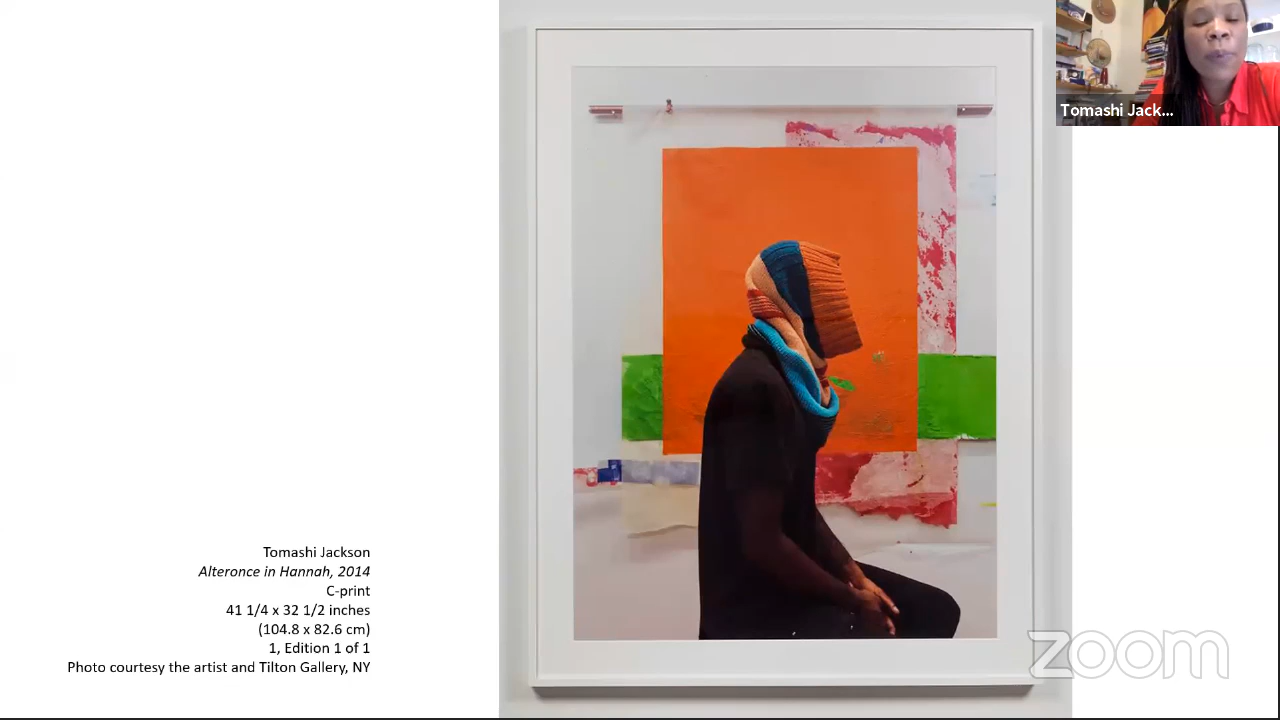 Tomashi Jack...
Tomashi Jackson
Alteronce in Hannah, 2014
C-print
41 1/4 x 32 1/2 inches
(104.8 x 82.6 cm)
1, Edition 1 of 1
Photo courtesy the artist and Tilton Gallery, NY
zoom